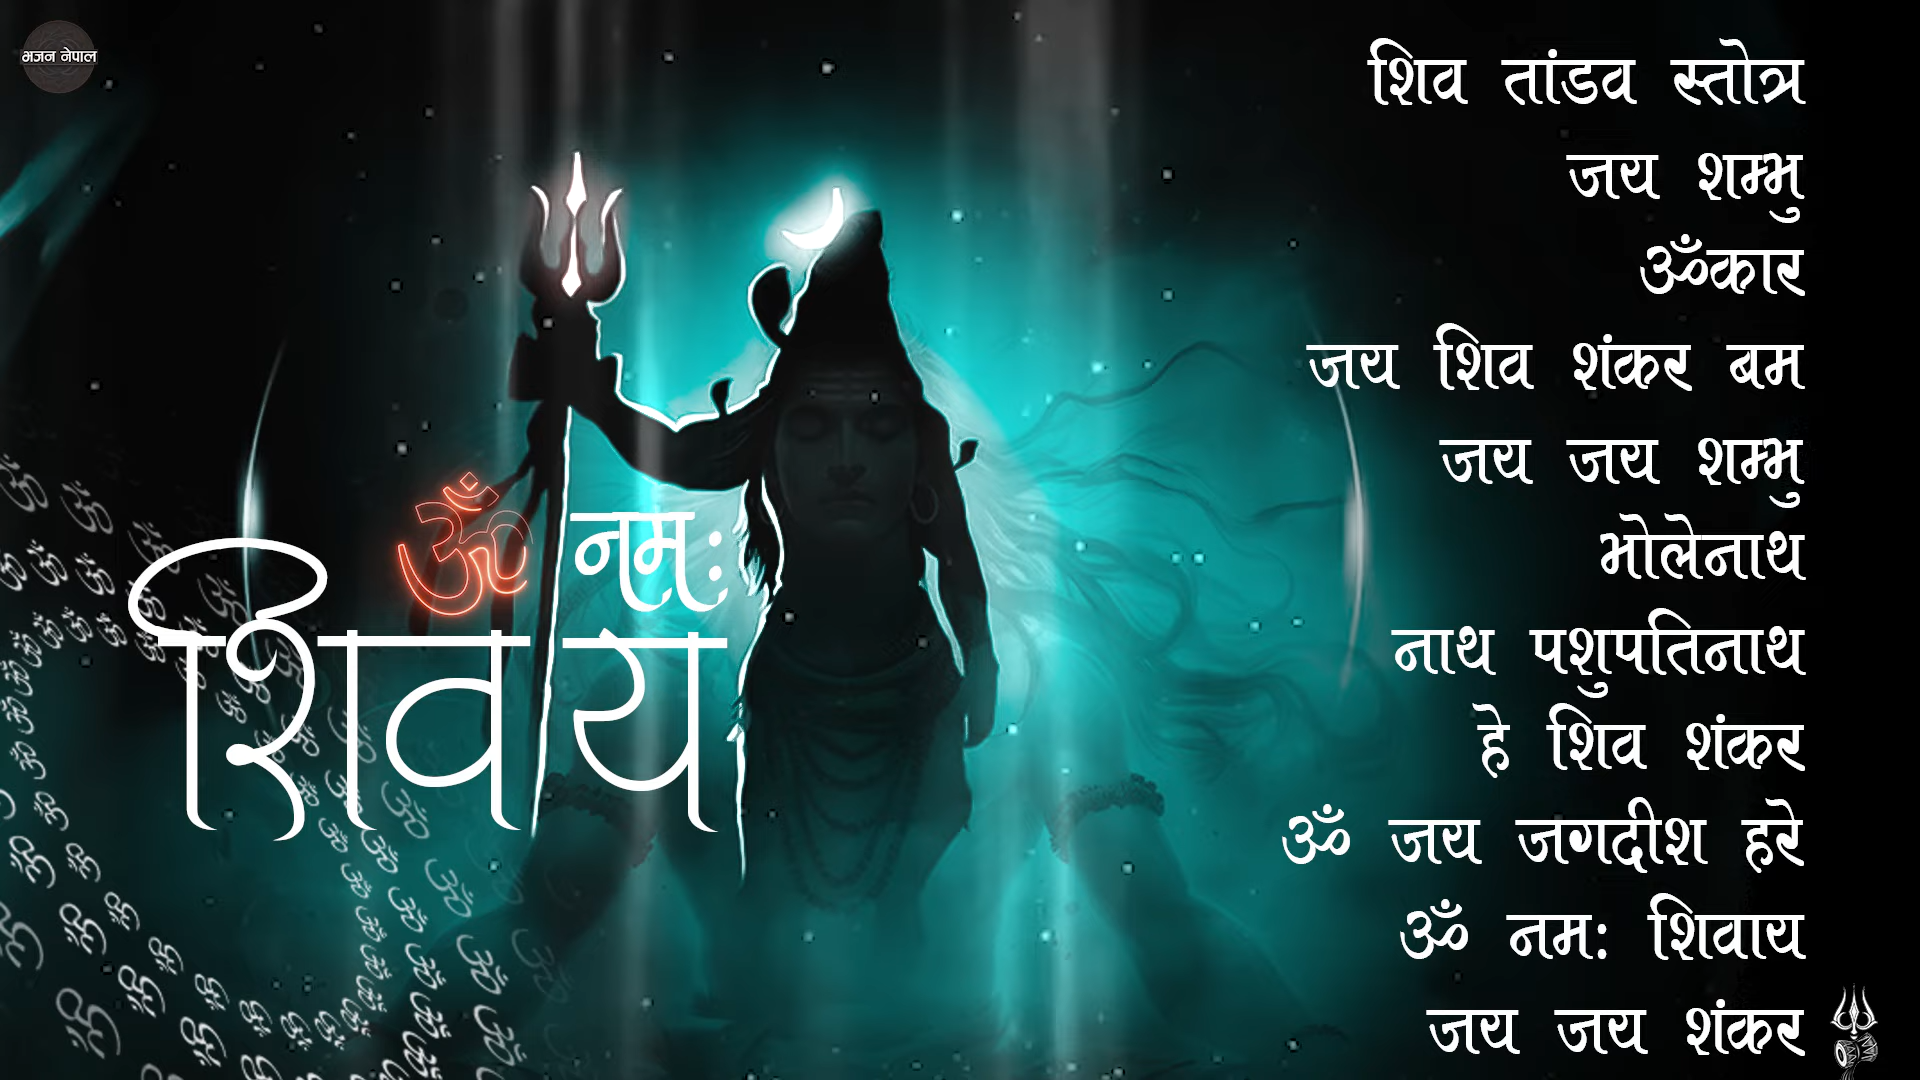 भजन नेपाल
ॐ नमः
शिवाय
शिव तांडव स्तोत्र
जय शम्भु
ॐकार
जय शिव शंकर बम
जय जय शम्भु
भोलेनाथ
नाथ पशुपतिनाथ
हे शिव शंकर
ॐ जय जगदीश हरे
ॐ नमः शिवाय
जय जय शंकर